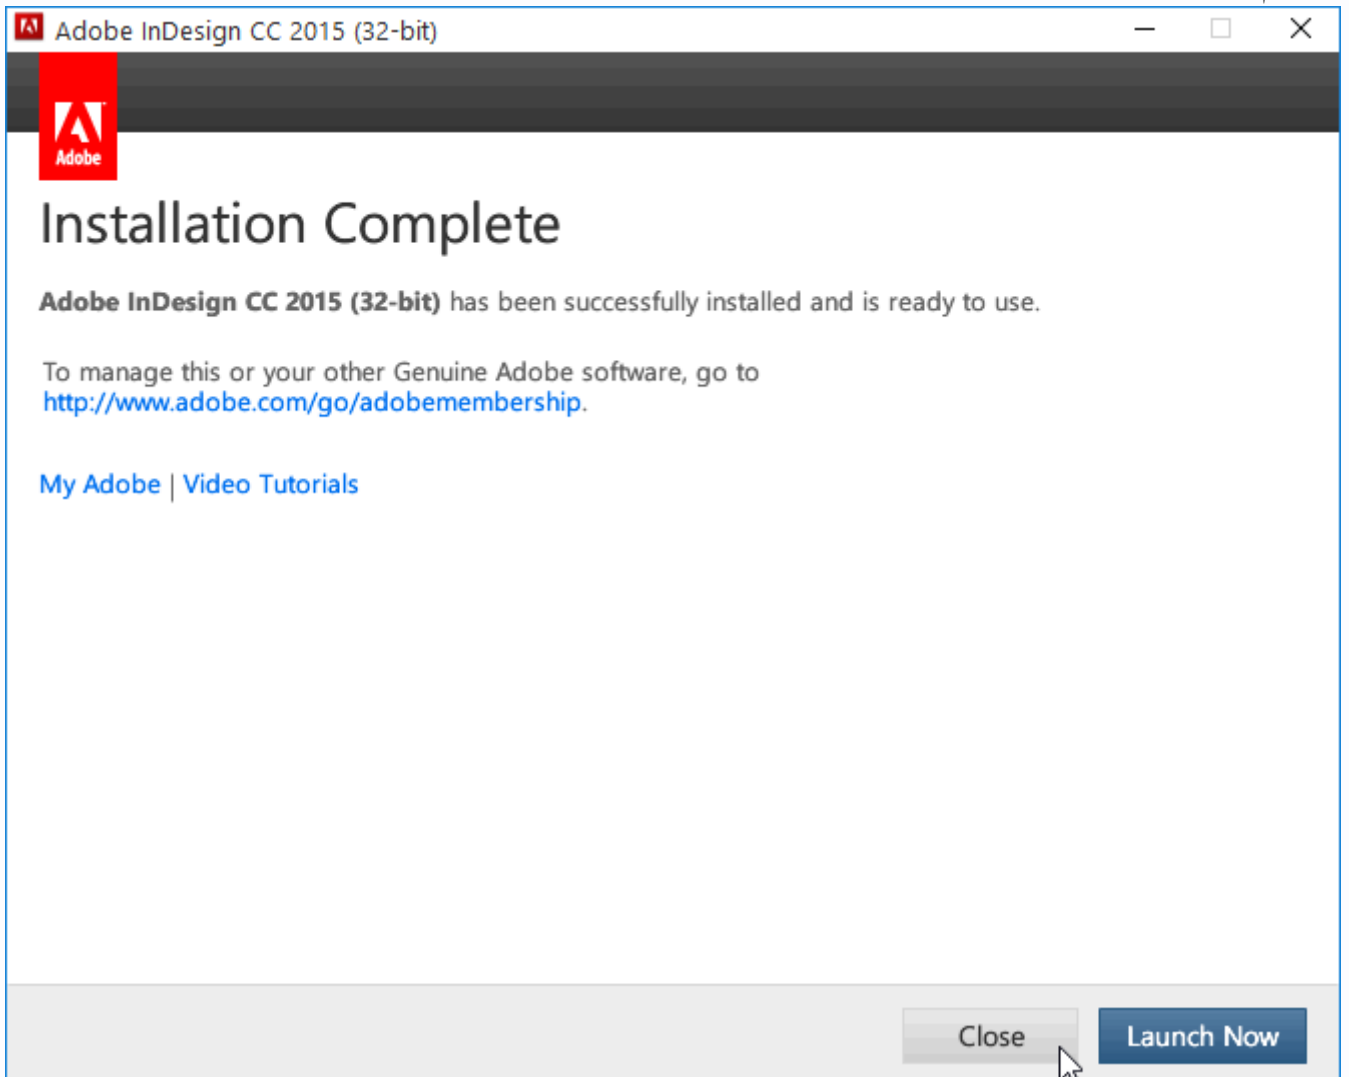 Adobe InDesign CC 2015 (32-bit)
Adobe
Installation Complete
Adobe InDesign CC 2015 (32-bit) has been successfully installed and is ready to use.
To manage this or your other Genuine Adobe software, go to
http://www.adobe.com/go/adobemembership.
My Adobe | Video Tutorials
Close
Launch Now